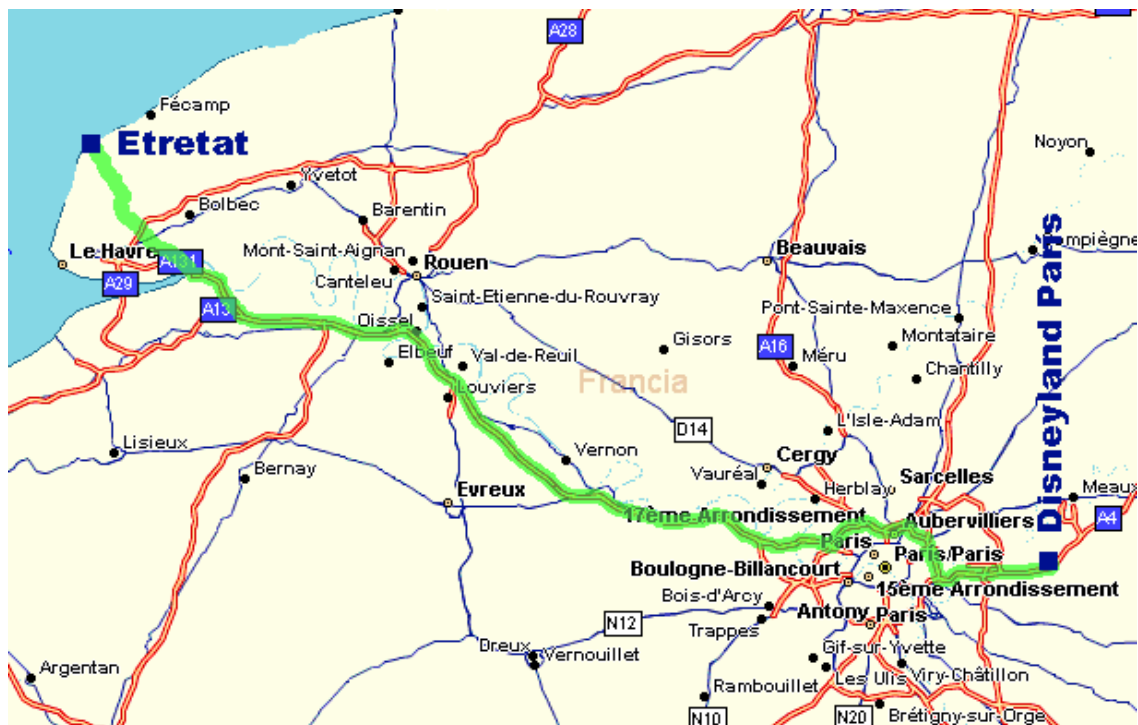 A28
Fécamp
Etretat
Noyon
Yvetot
Bolbec
Barentin
Mont-Saint-Aignan
Le Havre
A131
Rouen
Beauvais
Canteleu
A29
A13
Saint-Etienne-du-Rouvray
Pont-Sainte-Maxence
Oissel
Gisors
A16
Montataire
Elbeuf
Val-de-Reuil
Méru
Chantilly
Francia
Louviers
D14
L'Isle-Adam
Lisieux
Vernon
Cergy
Bernay
Vauréal
Sarcelles
Evreux
Herblay
Meaux
17ème Arrondissement
Aubervilliers
A4
Disneyland París
Paris
Paris/Paris
Boulogne-Billancourt
15ème Arrondissement
Bois-d'Arcy
Antony
Paris
N12
Trappes
Dreux
Vernouillet
Gif-sur-Yvette
Argentan
Les Ulis
Viry-Châtillon
Rambouillet
N10
N20
Brétigny-sur-Orge